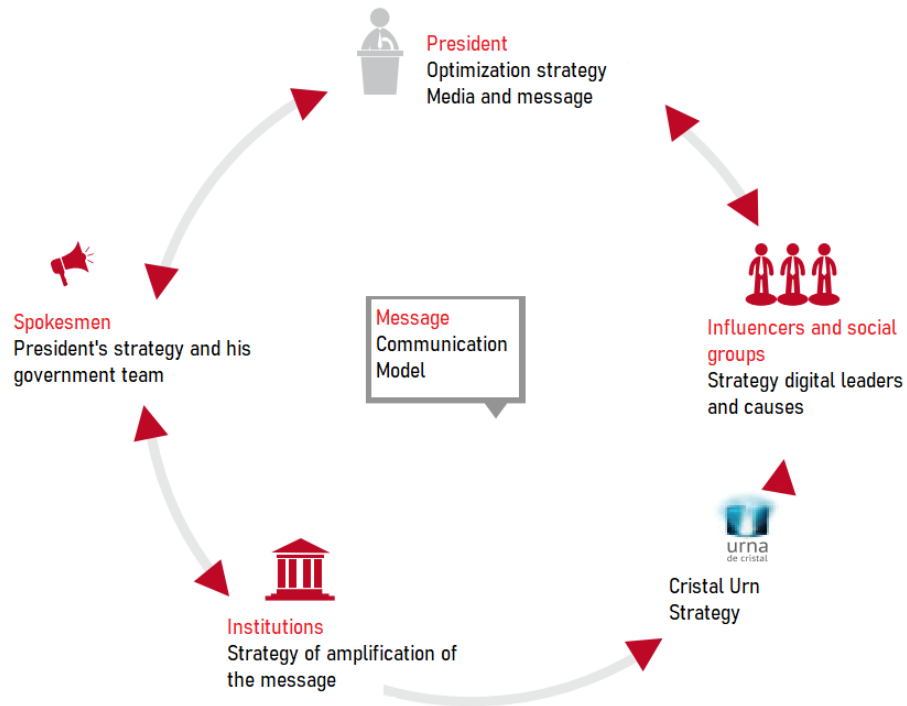 President
Optimization strategy
Media and message
Spokesmen
President's strategy and his
government team
Message
Communication
Model
Influencers and social
groups
Strategy digital leaders
and causes
urna
de cristal
Cristal Urn
Strategy
Institutions
Strategy of amplification of
the message